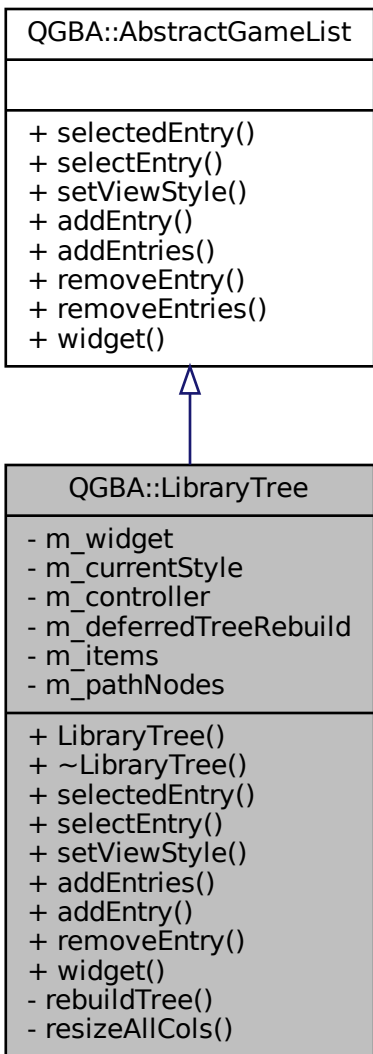 QGBA::AbstractGameList
+ selectedEntry()
+ selectEntry()
+ setViewStyle()
+ addEntry()
+ addEntries()
+ removeEntry()
+ removeEntries()
+ widget()
QGBA::LibraryTree
- m_widget
- m_currentStyle
- m_controller
- m_deferredTreeRebuild
- m_items
- m_pathNodes
+ LibraryTree()
+ ~LibraryTree()
+ selectedEntry()
+ selectEntry()
+ setViewStyle()
+ addEntries()
+ addEntry()
+ removeEntry()
+ widget()
- rebuildTree()
- resizeAllCols()